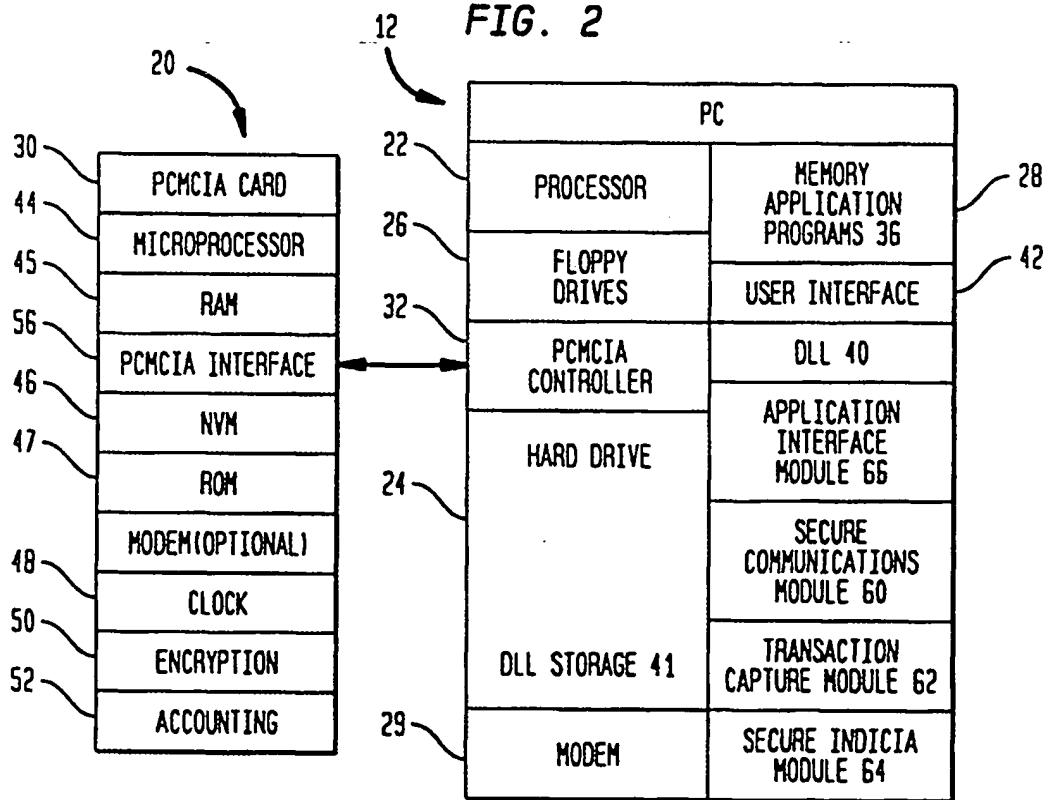 FIG. 2
12
20
30
PCMCIA CARD
44
MICROPROCESSOR
45
RAM
56
PCMCIA INTERFACE
46
NVM
47
ROM
MODEM(OPTIONAL)
48
CLOCK
50
ENCRYPTION
52
ACCOUNTING
PC
22
PROCESSOR
26
FLOPPY
DRIVES
32
PCMCIA
CONTROLLER
24
HARD DRIVE
DLL STORAGE 41
29
MODEM
MEMORY
APPLICATION
PROGRAMS 36
28
USER INTERFACE
42
DLL 40
APPLICATION
INTERFACE
MODULE 66
SECURE
COMMUNICATIONS
MODULE 60
TRANSACTION
CAPTURE MODULE 62
SECURE INDICIA
MODULE 64